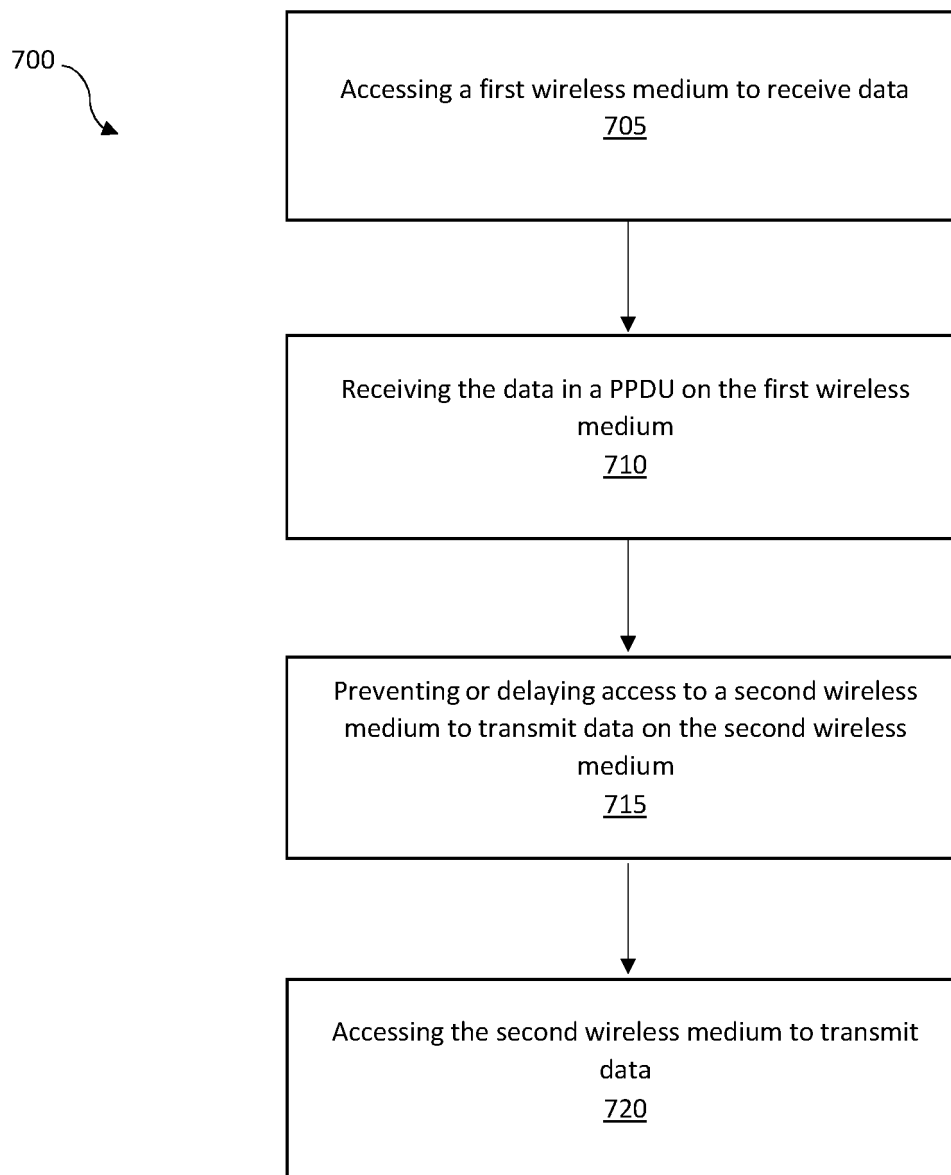 700
Accessing a first wireless medium to receive data
705
Receiving the data in a PPDU on the first wireless
medium
710
Preventing or delaying access to a second wireless
medium to transmit data on the second wireless
medium
715
Accessing the second wireless medium to transmit
data
720